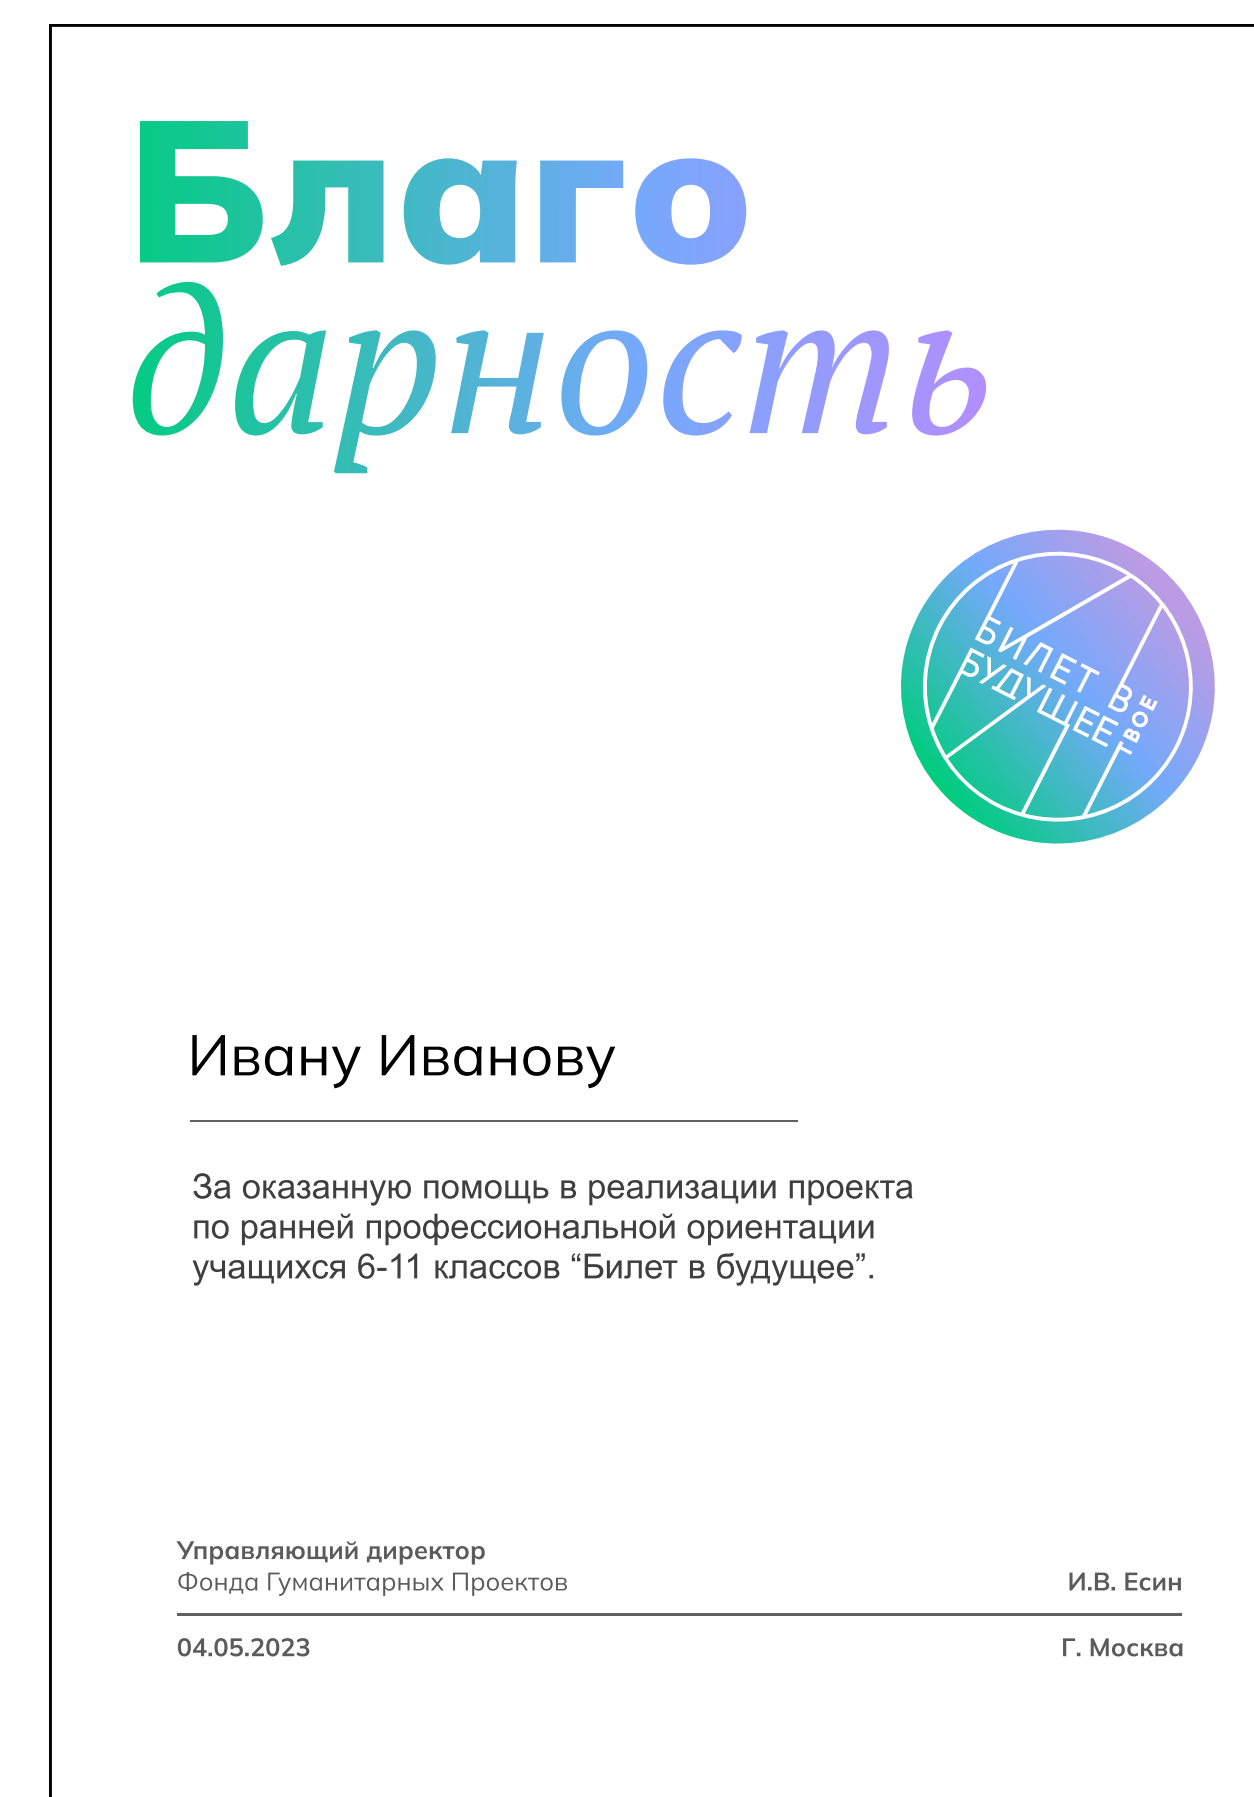 Благо
дарность
БИЛЕТ В
БУДУЩЕЕ
ТВОЕ
Ивану Иванову
За оказанную помощь в реализации проекта
по ранней профессиональной ориентации
учащихся 6-11 классов “Билет в будущее”.
Управляющий директор
Фонда Гуманитарных Проектов
И.В. Есин
04.05.2023
Г. Москва